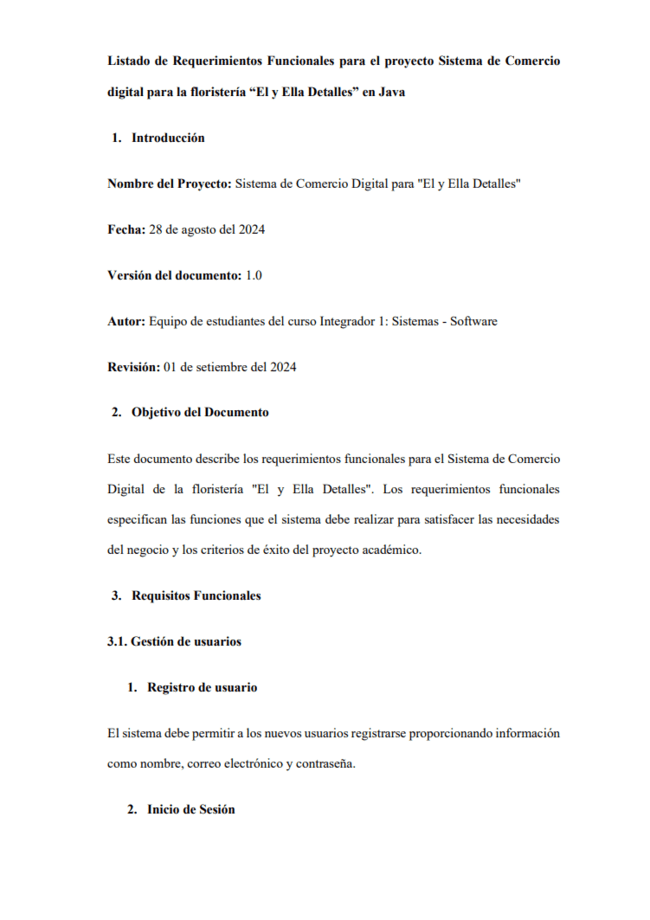 Listado de Requerimientos Funcionales para el proyecto Sistema de Comercio
digital para la floristería “El y Ella Detalles” en Java
1. Introducción
Nombre del Proyecto: Sistema de Comercio Digital para "El y Ella Detalles"
Fecha: 28 de agosto del 2024
Versión del documento: 1.0
Autor: Equipo de estudiantes del curso Integrador 1: Sistemas - Software
Revisión: 01 de setiembre del 2024
2. Objetivo del Documento
Este documento describe los requerimientos funcionales para el Sistema de Comercio
Digital de la floristería "El y Ella Detalles". Los requerimientos funcionales
especifican las funciones que el sistema debe realizar para satisfacer las necesidades
del negocio y los criterios de éxito del proyecto académico.
3. Requisitos Funcionales
3.1. Gestión de usuarios
1. Registro de usuario
El sistema debe permitir a los nuevos usuarios registrarse proporcionando información
como nombre, correo electrónico y contraseña.
2. Inicio de Sesión